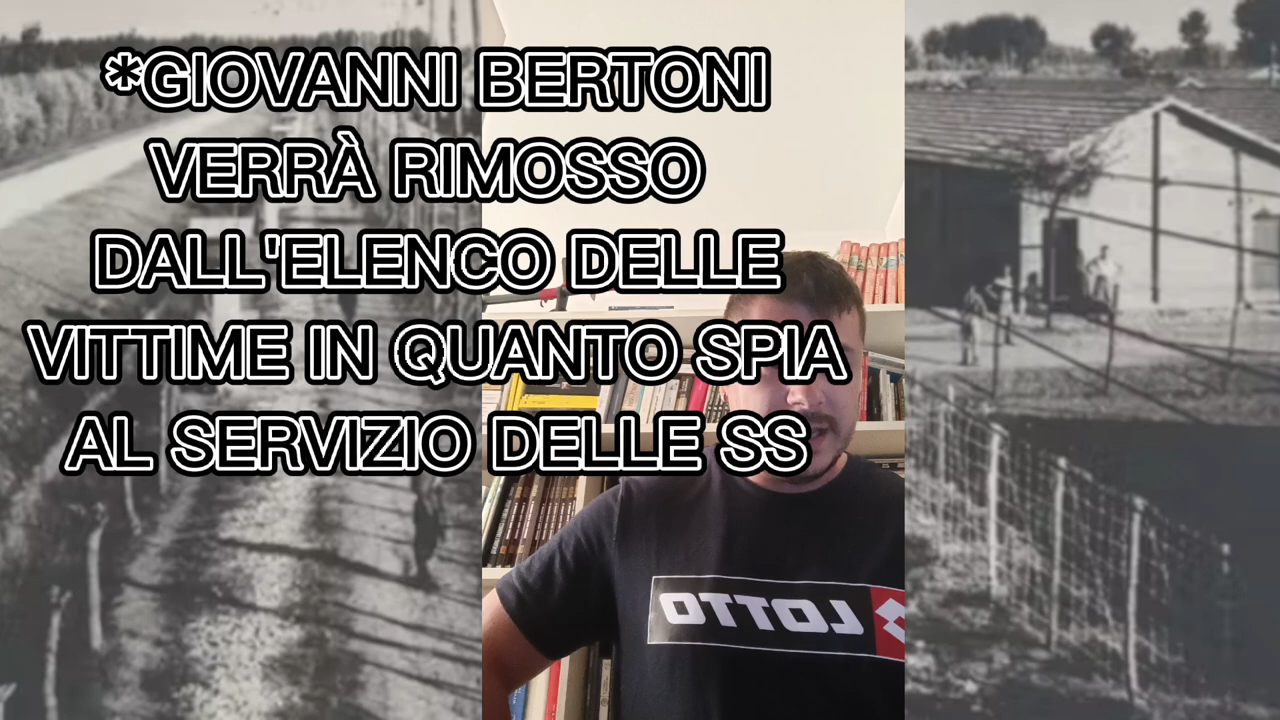 *GIOVANNI BERTONI
VERRÀ RIMOSSO
DALL'ELENCO DELLE
VITTIME IN QUANTO SPIA
AL SERVIZIO DELLE SS
LOTTO